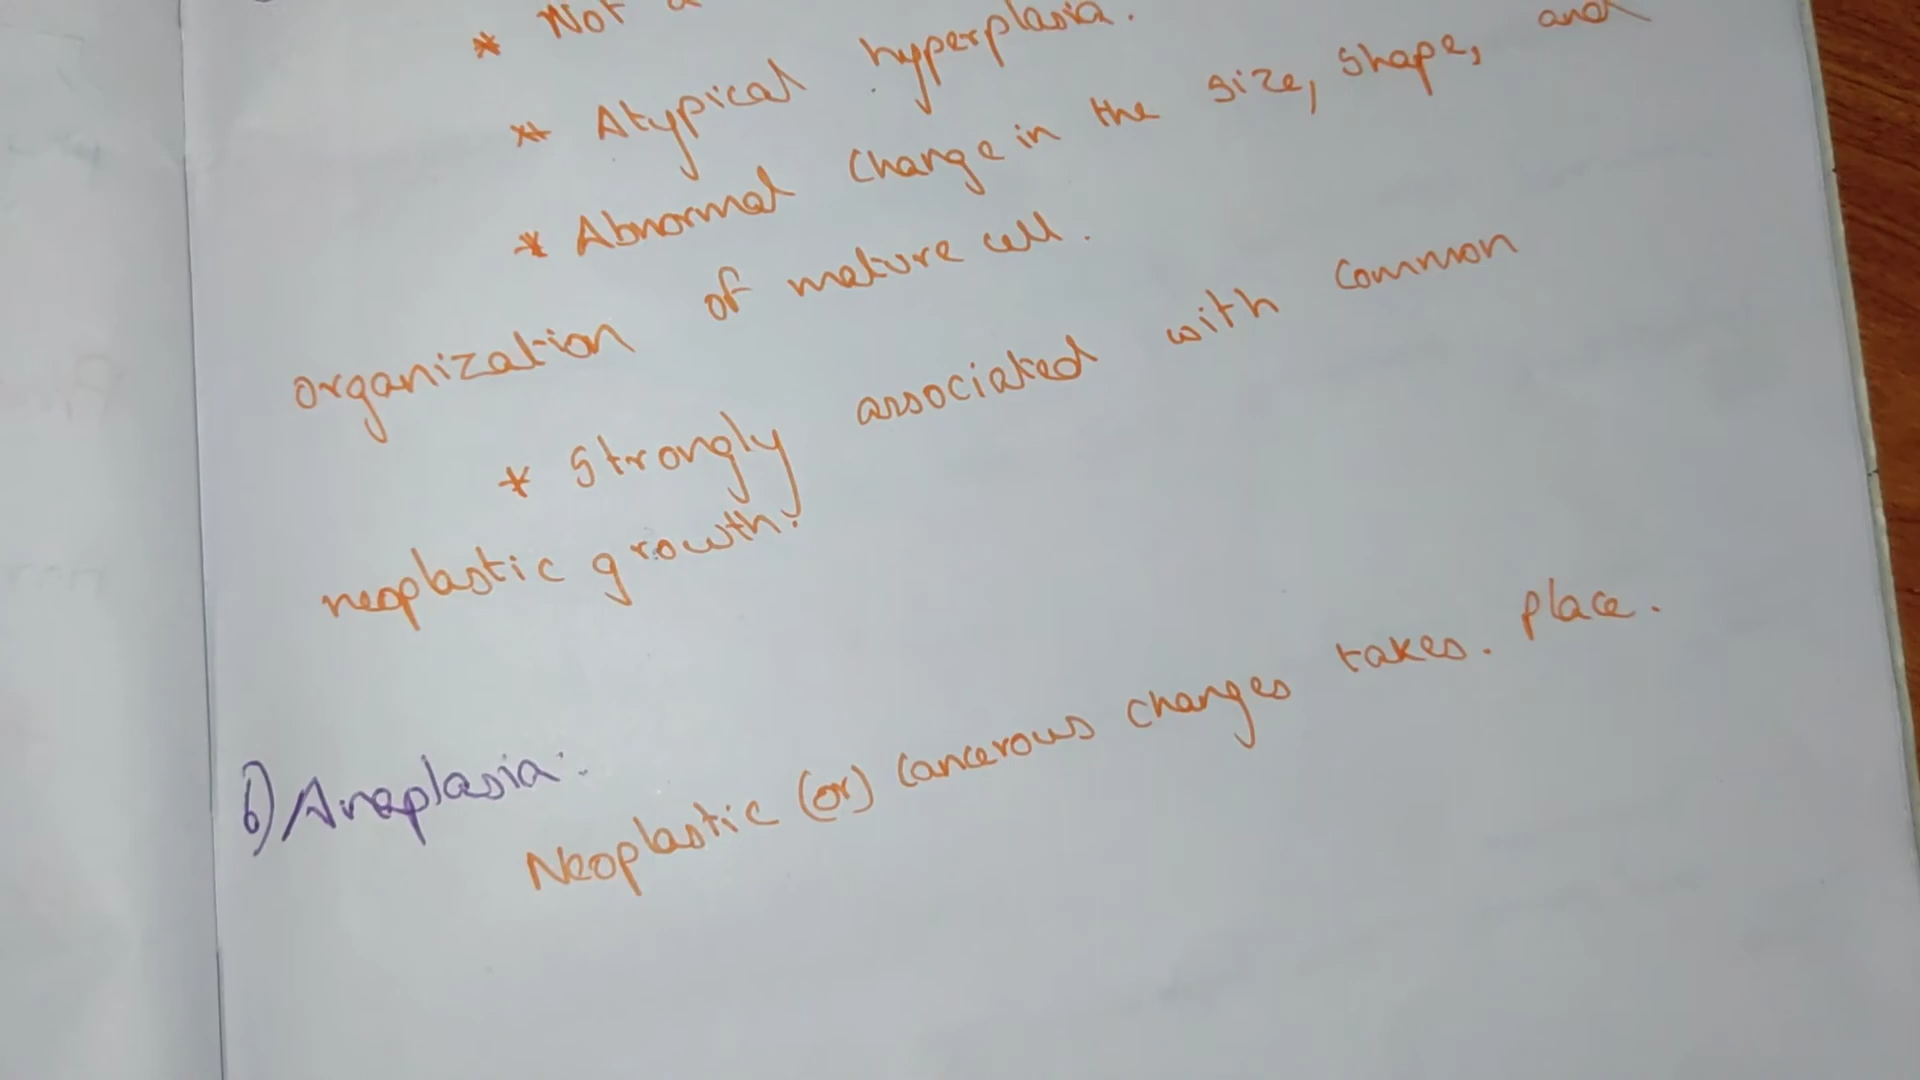 * Not a
* Atypical hyperplasia.
* Abnormal change in the size, shape, and
organization of mature cell.
* Strongly associated with common
neoplastic growth.
6) Anaplasia:
Neoplastic (or) cancerous changes takes. place.